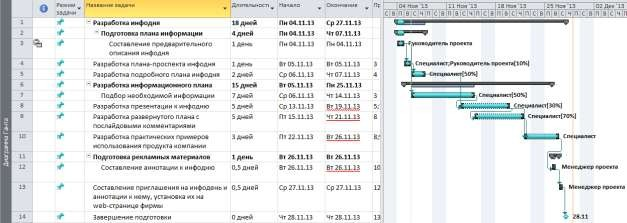 Режим задачи Название задачи Длительность Начало Окончание 04 Ноя '13 11 Ноя '13 18 Ноя '13 25 Ноя '13 02 Дек '13
1 Разработка инфодня 18 дней Пн 04.11.13 Ср 27.11.13
2 Подготовка плана информации 4 дней Пн 04.11.13 Чт 07.11.13
3 Составление предварительного описания инфодня 1 день Пн 04.11.13 Пн 04.11.13 Руководитель проекта
4 Разработка плана-проспекта инфодня 1 день Вт 05.11.13 Вт 05.11.13 3 Специалист;Руководитель проекта[10%]
5 Разработка подробного плана инфодня 2 дней Ср 06.11.13 Чт 07.11.13 4 Специалист[50%]
6 Разработка информационного плана 15 дней Вт 05.11.13 Пн 25.11.13
7 Подбор необходимой информации 7 дней Ср 06.11.13 Чт 14.11.13 3 Специалист[50%]
8 Разработка презентации к инфодню 5 дней Ср 13.11.13 Вт 19.11.13 5; Специалист[30%]
9 Разработка развернутого плана с послайдовыми комментариями 5 дней Пт 15.11.13 Чт 21.11.13 Специалист[70%]
10 Разработка практических примеров использования продукта компании 3 дней Пт 22.11.13 Вт 26.11.13 Специалист
11 Подготовка рекламных материалов 1 день Вт 26.11.13 Вт 26.11.13
12 Составление аннотации к инфодню 0,5 дней Вт 26.11.13 Вт 26.11.13 10 Менеджер проекта
13 Составление приглашения на инфодень и аннотации к нему, установка их на web-странице фирмы 0,5 дней Ср 27.11.13 Ср 27.11.13 12 Менеджер проекта
14 Завершение подготовки 0 дней Чт 28.11.13 Чт 28.11.13 28.11
Диаграмма Ганта